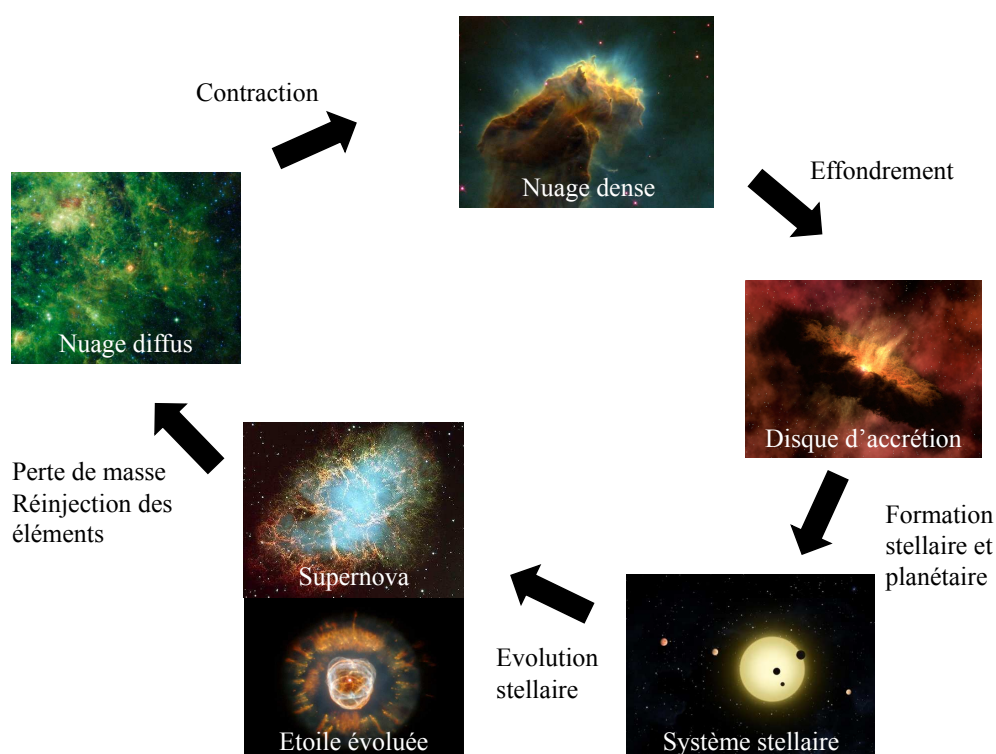 Contraction
Nuage dense
Effondrement
Nuage diffus
Disque d'accrétion
Perte de masse
Réinjection des
éléments
Formation
stellaire et
planétaire
Supernova
Evolution
stellaire
Etoile évoluée
Système stellaire